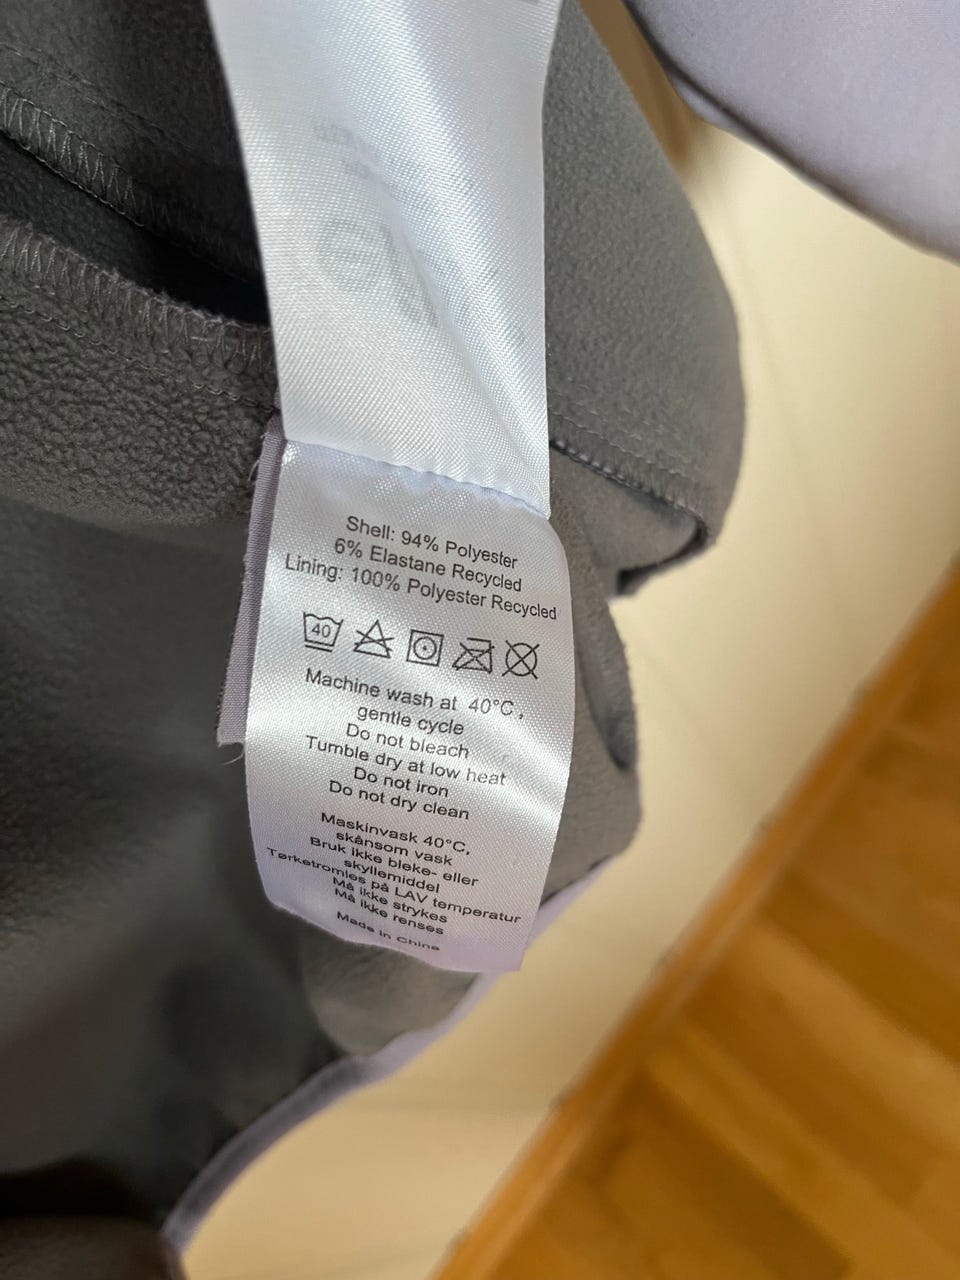 Shell: 94% Polyester
6% Elastane Recycled
Lining: 100% Polyester Recycled
40
Machine wash at 40°C,
gentle cycle
Do not bleach
Tumble dry at low heat
Do not iron
Do not dry clean
Maskinvask 40°C,
skånsom vask
Bruk ikke bleke- eller
skyllemiddel
Tørketromles på LAV temperatur
Må ikke strykes
Må ikke renses
Made in China